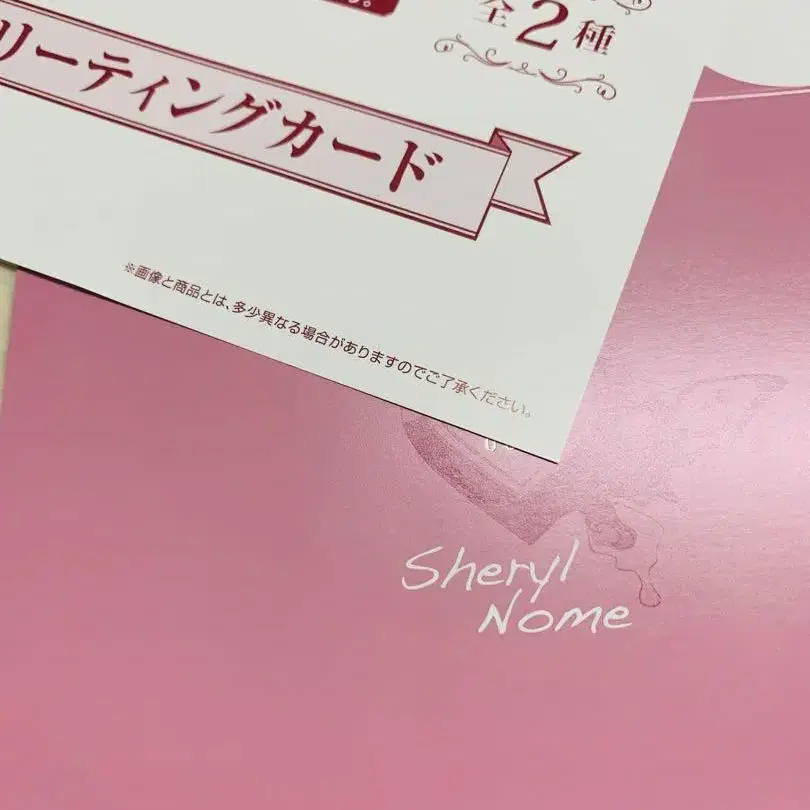 全2種
リーティングカード
※画像と商品とは、多少異なる場合がありますのでご了承ください。
Sheryl
Nome